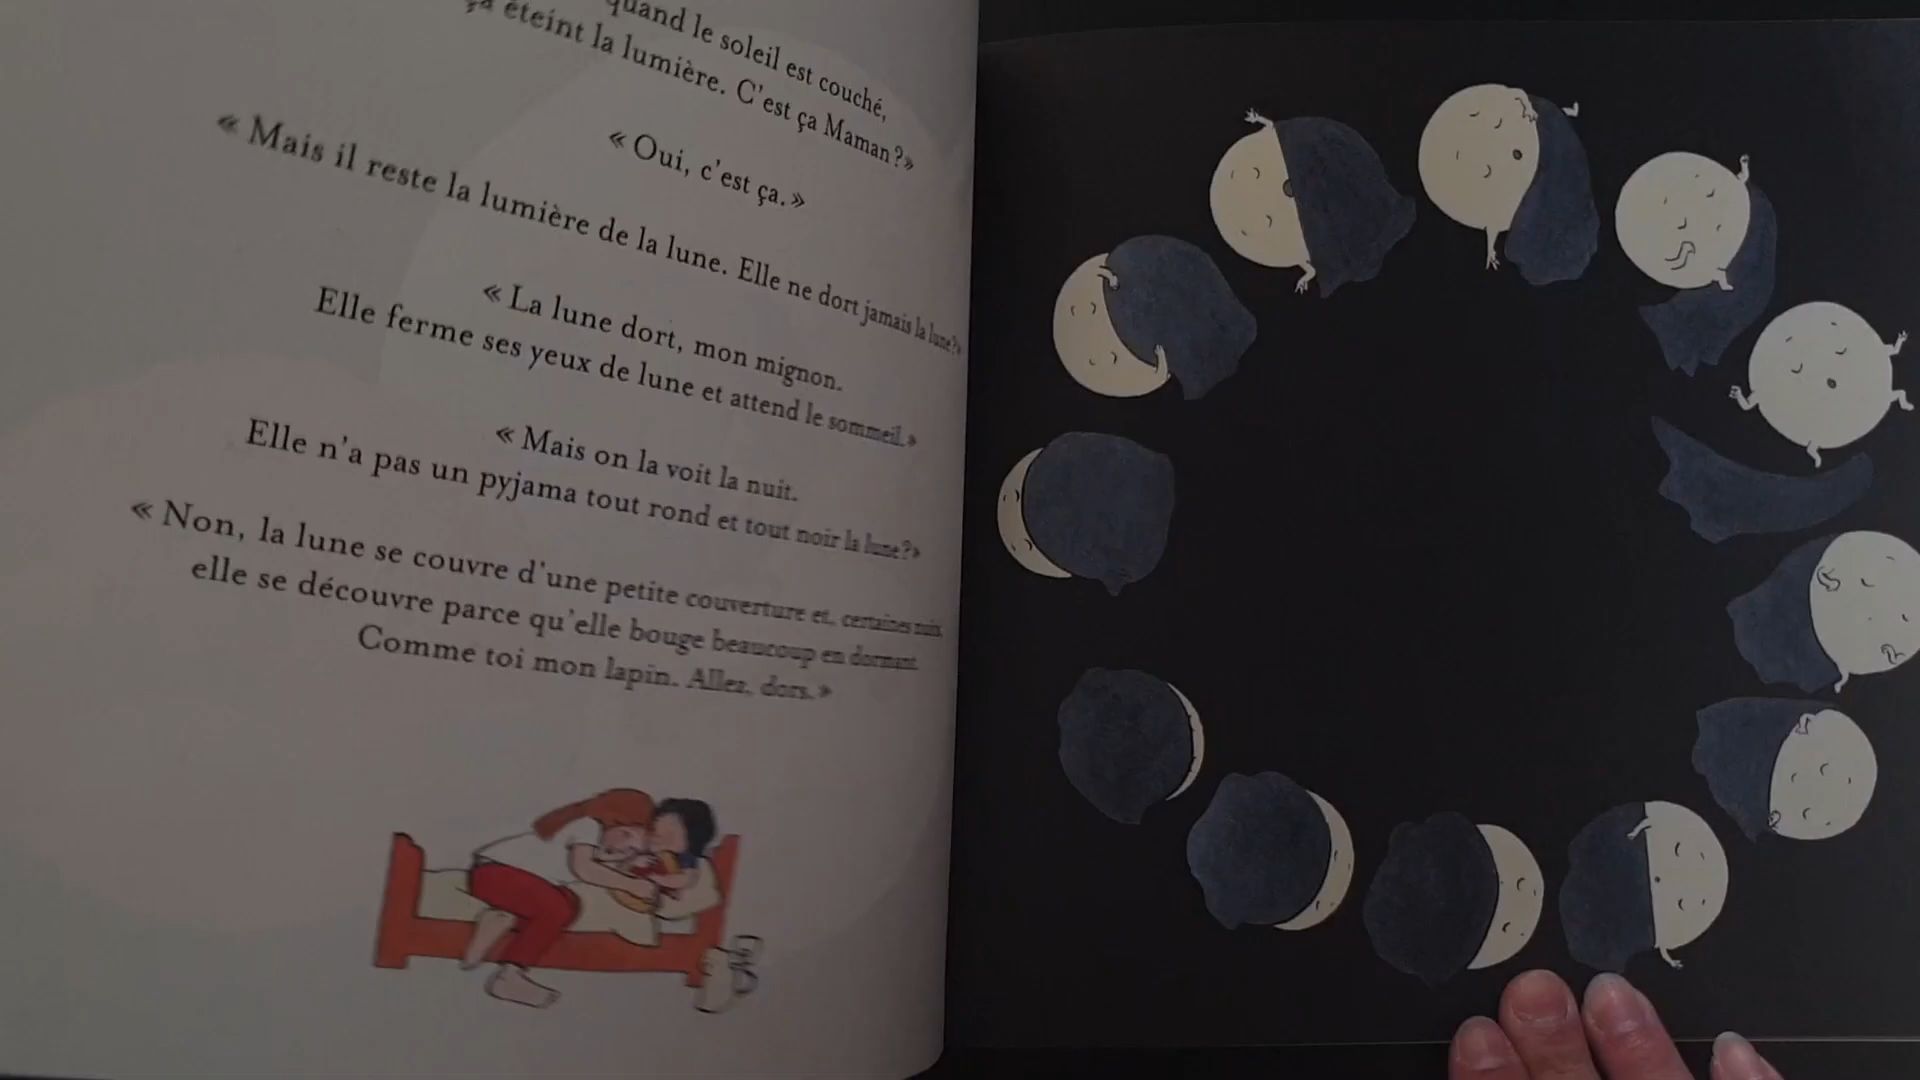 quand le soleil est couché,
ça éteint la lumière. C'est ça Maman ? »
« Oui, c'est ça. »
« Mais il reste la lumière de la lune. Elle ne dort jamais la lune ? »
« La lune dort, mon mignon.
Elle ferme ses yeux de lune et attend le sommeil. »
« Mais on la voit la nuit.
Elle n'a pas un pyjama tout rond et tout noir la lune ? »
« Non, la lune se couvre d'une petite couverture et, certaines nuits,
elle se découvre parce qu'elle bouge beaucoup en dormant.
Comme toi mon lapin. Allez, dors. »